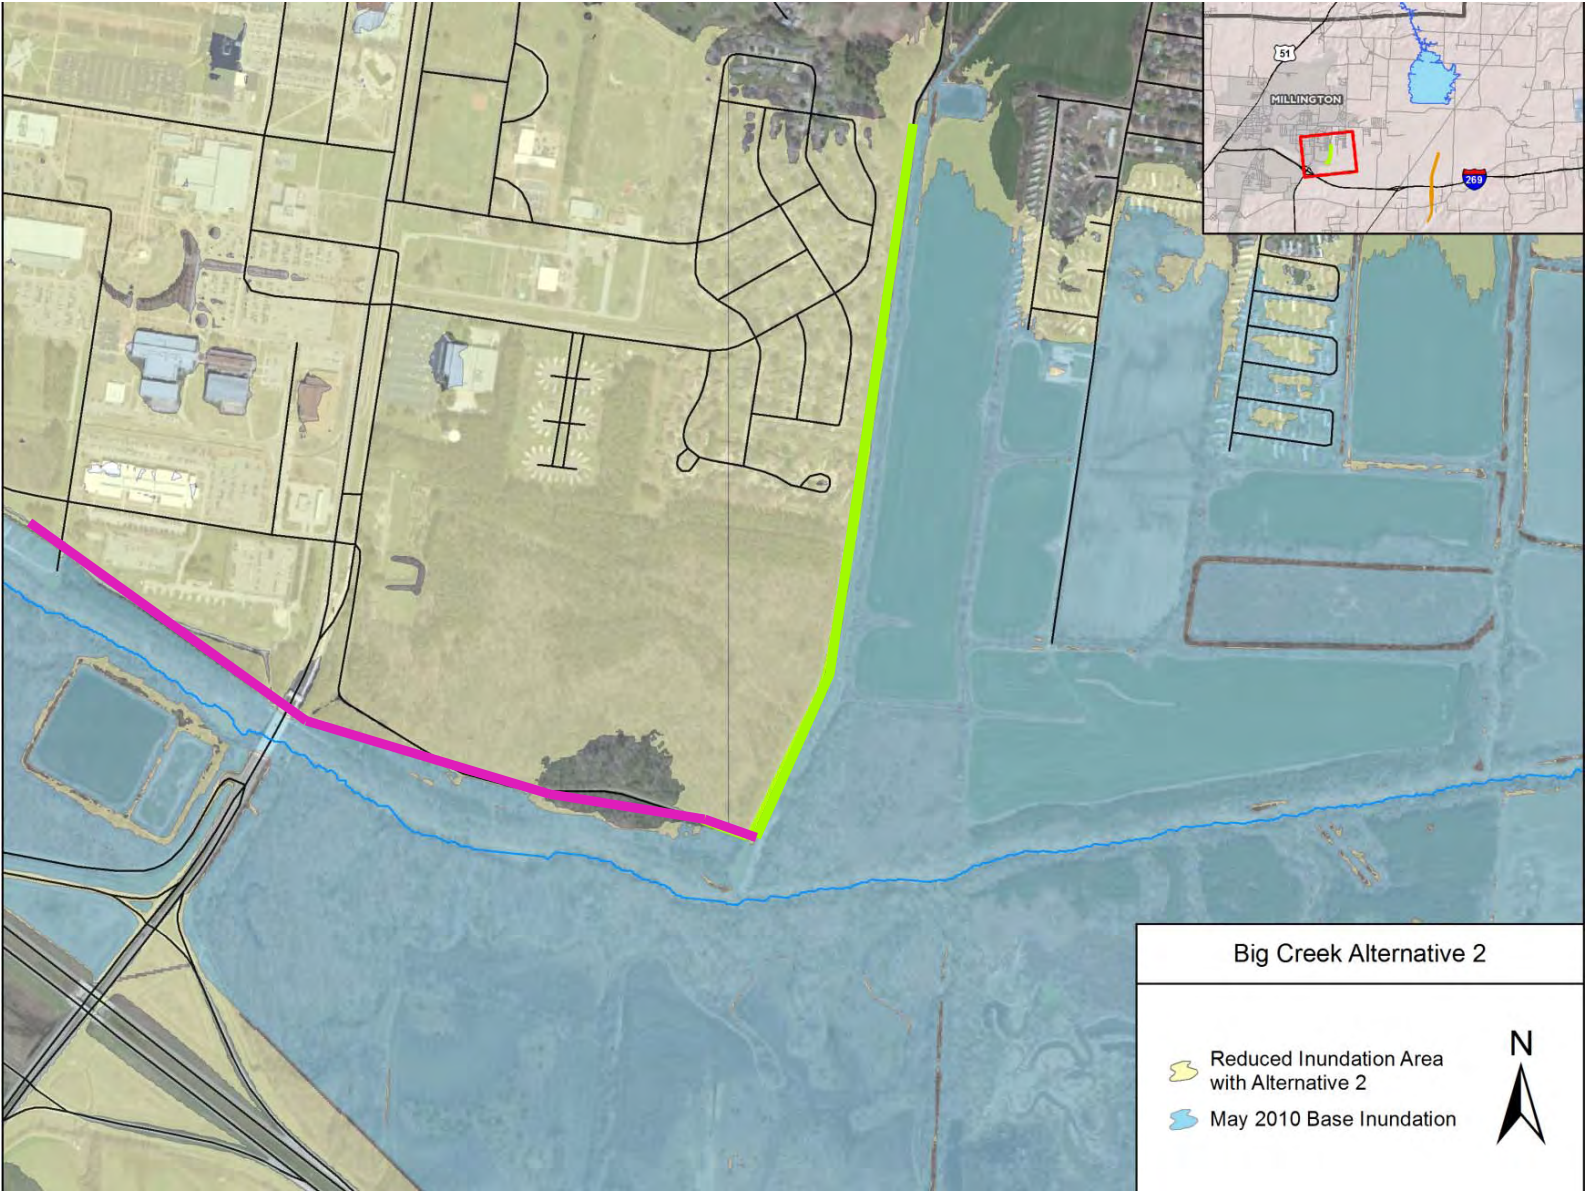 51
MILLINGTON
269
Big Creek Alternative 2
Reduced Inundation Area
with Alternative 2
May 2010 Base Inundation
N